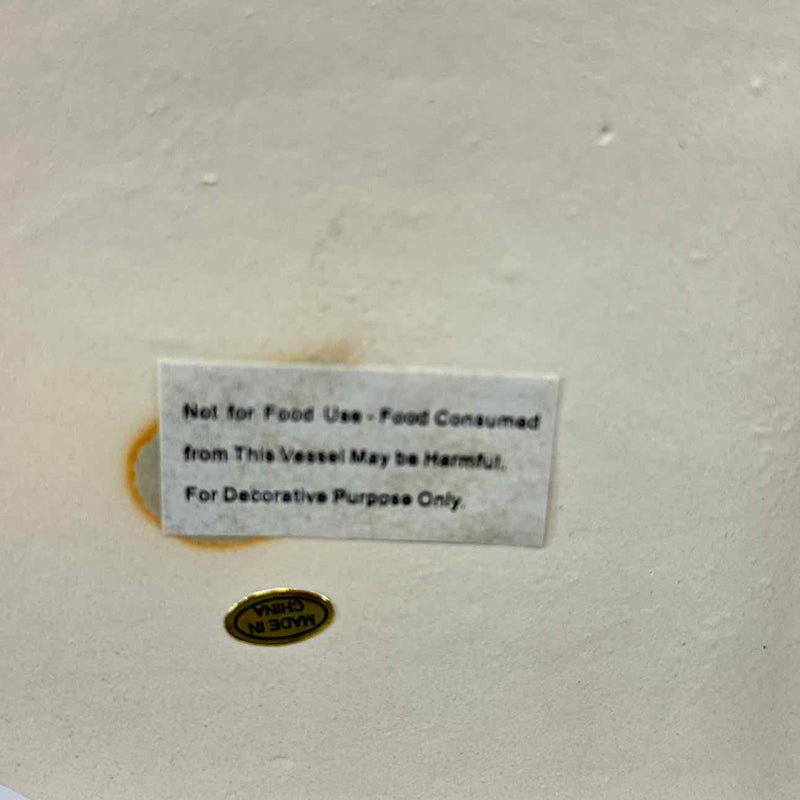 Not for Food Use - Food Consumed
from This Vessel May be Harmful.
For Decorative Purpose Only.
MADE IN
CHINA